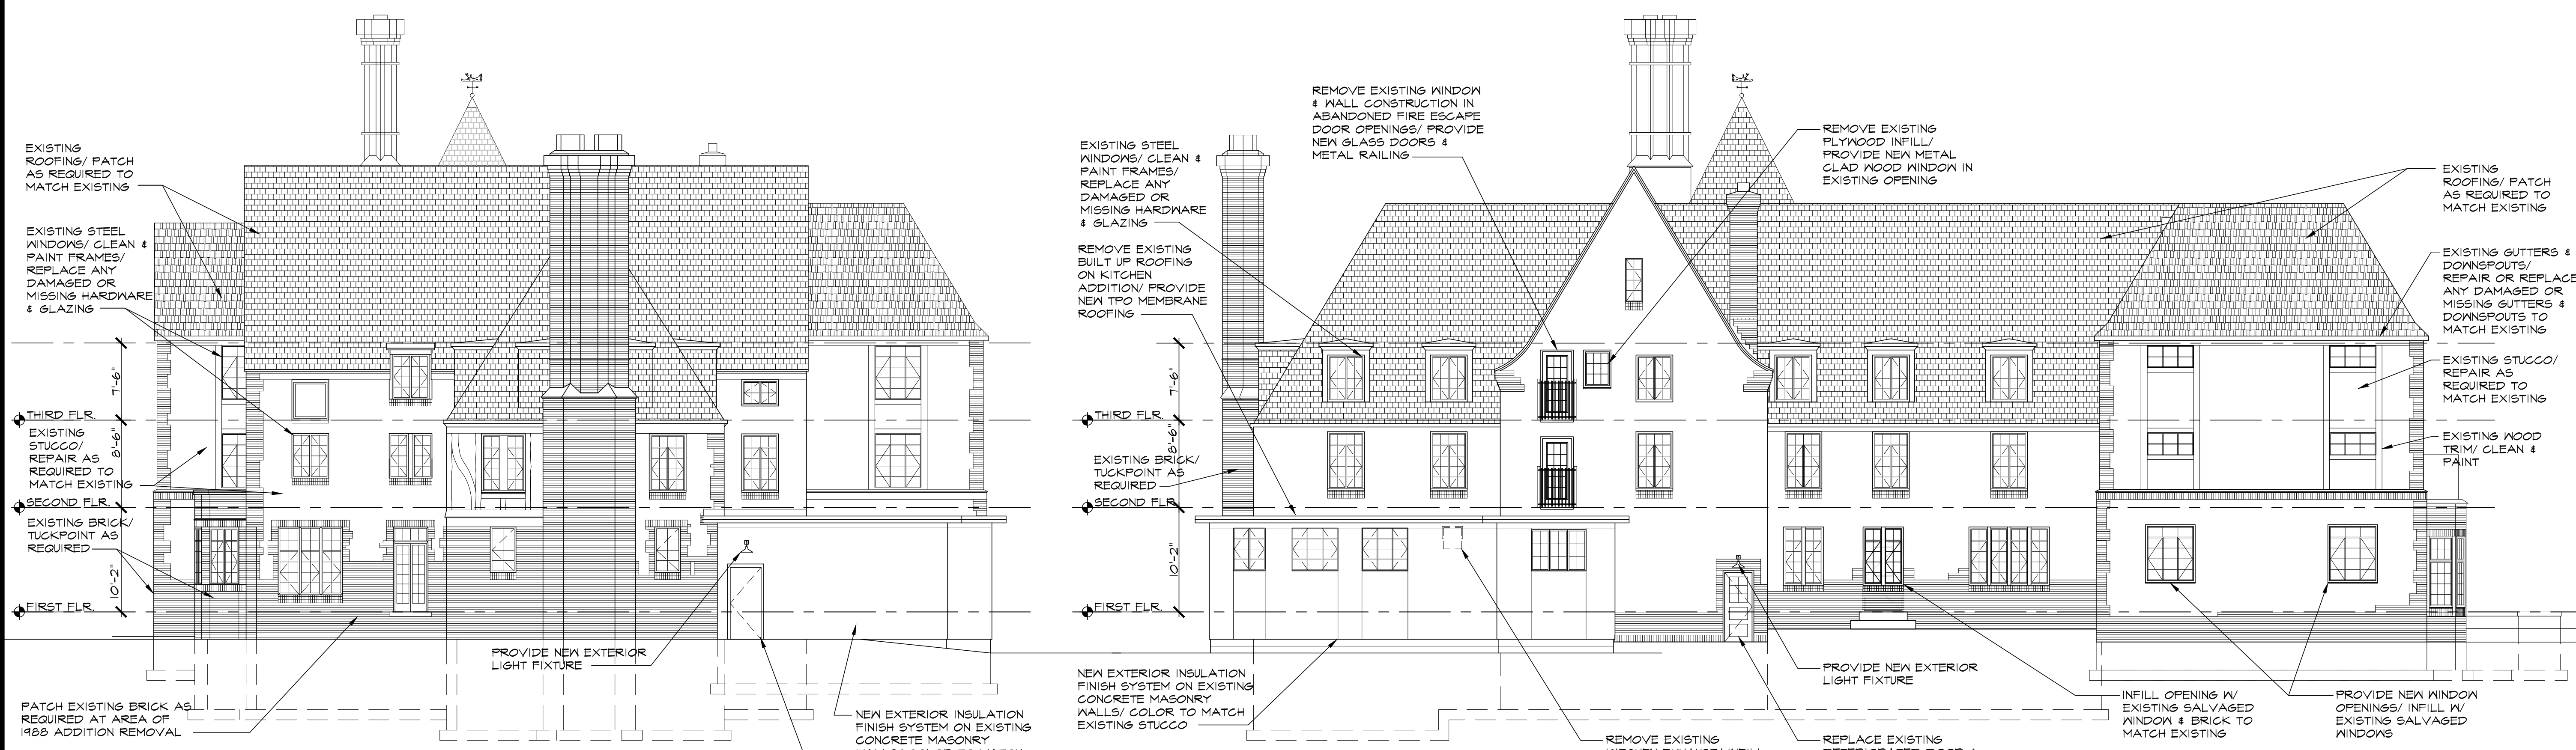 EXISTING
ROOFING/ PATCH
AS REQUIRED TO
MATCH EXISTING
EXISTING STEEL
WINDOWS/ CLEAN &
PAINT FRAMES/
REPLACE ANY
DAMAGED OR
MISSING HARDWARE
& GLAZING
7'-6"
THIRD FLR.
EXISTING
STUCCO/
REPAIR AS
REQUIRED TO
MATCH EXISTING
8'-6"
SECOND FLR.
EXISTING BRICK/
TUCKPOINT AS
REQUIRED
10'-2"
FIRST FLR.
PATCH EXISTING BRICK AS
REQUIRED AT AREA OF
1988 ADDITION REMOVAL
PROVIDE NEW EXTERIOR
LIGHT FIXTURE
NEW EXTERIOR INSULATION
FINISH SYSTEM ON EXISTING
CONCRETE MASONRY
EXISTING STEEL
WINDOWS/ CLEAN &
PAINT FRAMES/
REPLACE ANY
DAMAGED OR
MISSING HARDWARE
& GLAZING
REMOVE EXISTING
BUILT UP ROOFING
ON KITCHEN
ADDITION/ PROVIDE
NEW TPO MEMBRANE
ROOFING
REMOVE EXISTING WINDOW
& WALL CONSTRUCTION IN
ABANDONED FIRE ESCAPE
DOOR OPENINGS/ PROVIDE
NEW GLASS DOORS &
METAL RAILING
REMOVE EXISTING
PLYWOOD INFILL/
PROVIDE NEW METAL
CLAD WOOD WINDOW IN
EXISTING OPENING
7'-6"
THIRD FLR.
8'-6"
EXISTING BRICK/
TUCKPOINT AS
REQUIRED
SECOND FLR.
10'-2"
FIRST FLR.
NEW EXTERIOR INSULATION
FINISH SYSTEM ON EXISTING
CONCRETE MASONRY
WALLS/ COLOR TO MATCH
EXISTING STUCCO
REMOVE EXISTING
PROVIDE NEW EXTERIOR
LIGHT FIXTURE
REPLACE EXISTING
INFILL OPENING W/
EXISTING SALVAGED
WINDOW & BRICK TO
MATCH EXISTING
PROVIDE NEW WINDOW
OPENINGS/ INFILL W/
EXISTING SALVAGED
WINDOWS
EXISTING
ROOFING/ PATCH
AS REQUIRED TO
MATCH EXISTING
EXISTING GUTTERS &
DOWNSPOUTS/
REPAIR OR REPLACE
ANY DAMAGED OR
MISSING GUTTERS &
DOWNSPOUTS TO
MATCH EXISTING
EXISTING STUCCO/
REPAIR AS
REQUIRED TO
MATCH EXISTING
EXISTING WOOD
TRIM/ CLEAN &
PAINT